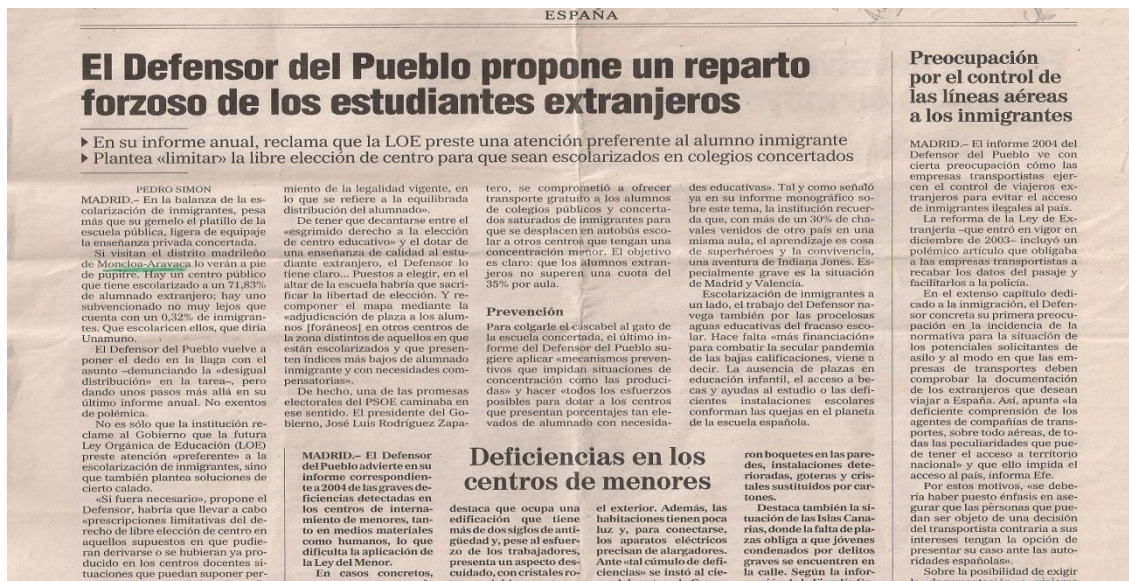 ESPAÑA
El Defensor del Pueblo propone un reparto
forzoso de los estudiantes extranjeros
En su informe anual, reclama que la LOE preste una atención preferente al alumno inmigrante
Plantea «limitar» la libre elección de centro para que sean escolarizados en colegios concertados
PEDRO SIMON
MADRID.– En la balanza de la es-
colarización de inmigrantes, pesa
más que su gemelo el platillo de la
escuela pública, ligera de equipaje
la enseñanza privada concertada.
Si visitan el distrito madrileño
de Moncloa-Aravaca lo verán a pie
de pupitre. Hay un centro público
que tiene escolarizado a un 71,83%
de alumnado extranjero; hay uno
subvencionado no muy lejos que
cuenta con un 0,32% de inmigran-
tes. Que escolaricen ellos, que diría
Unamuno.
El Defensor del Pueblo vuelve a
poner el dedo en la llaga con el
asunto –denunciando la «desigual
distribución» en la tarea–, pero
dando unos pasos más allá en su
último informe anual. No exentos
de polémica.
No es sólo que la institución re-
clame al Gobierno que la futura
Ley Orgánica de Educación (LOE)
preste atención «preferente» a la
escolarización de inmigrantes, sino
que también plantea soluciones de
cierto calado.
«Si fuera necesario», propone el
Defensor, habría que llevar a cabo
«prescripciones limitativas del de-
recho de libre elección de centro en
aquellos supuestos en que pudie-
ran derivarse o se hubieran ya pro-
ducido en los centros docentes si-
tuaciones que puedan suponer per-
miento de la legalidad vigente, en
lo que se refiere a la equilibrada
distribución del alumnado».
De tener que decantarse entre el
«esgrimido derecho a la elección
de centro educativo» y el dotar de
una enseñanza de calidad al estu-
diante extranjero, el Defensor lo
tiene claro... Puestos a elegir, en el
altar de la escuela habría que sacri-
ficar la libertad de elección. Y re-
componer el mapa mediante la
«adjudicación de plaza a los alum-
nos [foráneos] en otros centros de
la zona distintos de aquellos en que
están escolarizados y que presen-
ten índices más bajos de alumnado
inmigrante y con necesidades com-
pensatorias».
De hecho, una de las promesas
electorales del PSOE caminaba en
ese sentido. El presidente del Go-
bierno, José Luis Rodríguez Zapa-
tero, se comprometió a ofrecer
transporte gratuito a los alumnos
de colegios públicos y concerta-
dos saturados de inmigrantes para
que se desplacen en autobús esco-
lar a otros centros que tengan una
concentración menor. El objetivo
es claro: que los alumnos extran-
jeros no superen una cuota del
35% por aula.
Prevención
Para colgarle el cascabel al gato de
la escuela concertada, el último in-
forme del Defensor del Pueblo su-
giere aplicar «mecanismos preven-
tivos que impidan situaciones de
concentración como las produci-
das» y hacer «todos los esfuerzos
posibles para dotar a los centros
que presentan porcentajes tan ele-
vados de alumnado con necesida-
des educativas». Tal y como señaló
ya en su informe monográfico sobre
este tema, la institución recuer-
da que, con más de un 30% de cha-
vales venidos de otro país en una
misma aula, el aprendizaje es cosa
de superhéroes y la convivencia,
una aventura de Indiana Jones. Es-
pecialmente grave es la situación
de Madrid y Valencia.
Escolarización de inmigrantes a
un lado, el trabajo del Defensor na-
vega también por las procelosas
aguas educativas del fracaso esco-
lar. Hace falta «más financiación»
para combatir la secular pandemia
de las bajas calificaciones, viene a
decir. La ausencia de plazas en
educación infantil, el acceso a be-
cas y ayudas al estudio o las defi-
cientes instalaciones escolares
conforman las quejas en el planeta
de la escuela española.
Deficiencias en los
centros de menores
MADRID.– El Defensor
del Pueblo advierte en su
informe correspondien-
te a 2004 de las graves de-
ficiencias detectadas en
los centros de interna-
miento de menores, tan-
to en medios materiales
como humanos, lo que
dificulta la aplicación de
la Ley del Menor.
En casos concretos,
destaca que ocupa una
edificación que tiene
más de dos siglos de anti-
güedad y, pese al esfuer-
zo de los trabajadores,
presenta un aspecto des-
cuidado, con cristales ro-
el exterior. Además, las
habitaciones tienen poca
luz y, para conectarse,
los aparatos eléctricos
precisan de alargadores.
Ante «tal cúmulo de defi-
ciencias» se instó al cie-
ron boquetes en las pare-
des, instalaciones dete-
rioradas, goteras y cris-
tales sustituidos por car-
tones.
Destaca también la si-
tuación de las Islas Cana-
rias, donde la falta de pla-
zas obliga a que jóvenes
condenados por delitos
graves se encuentren en
la calle. Según la infor-
Preocupación
por el control de
las líneas aéreas
a los inmigrantes
MADRID.– El informe 2004 del
Defensor del Pueblo ve con
cierta preocupación cómo las
empresas transportistas ejer-
cen el control de viajeros ex-
tranjeros para evitar el acceso
de inmigrantes ilegales al país.
La reforma de la Ley de Ex-
tranjería –que entró en vigor en
diciembre de 2003– incluyó un
polémico artículo que obligaba
a las empresas transportistas a
recabar los datos del pasaje y
facilitarlos a la policía.
En el extenso capítulo dedi-
cado a la inmigración, el Defen-
sor concreta su primera preocu-
pación en la incidencia de la
normativa para la situación de
los potenciales solicitantes de
asilo y al modo en que las em-
presas de transportes deben
comprobar la documentación
de los extranjeros que desean
viajar a España. Así, apunta «la
deficiente comprensión de los
agentes de compañías de trans-
portes, sobre todo aéreas, de to-
das las peculiaridades que pue-
de tener el acceso a territorio
nacional» y que ello impida el
acceso al país, informa Efe.
Por estos motivos, «se debe-
ría haber puesto énfasis en ase-
gurar que las personas que pue-
dan ser objeto de una decisión
del transportista contraria a sus
intereses tengan la opción de
presentar su caso ante las auto-
ridades españolas».
Sobre la posibilidad de exigir